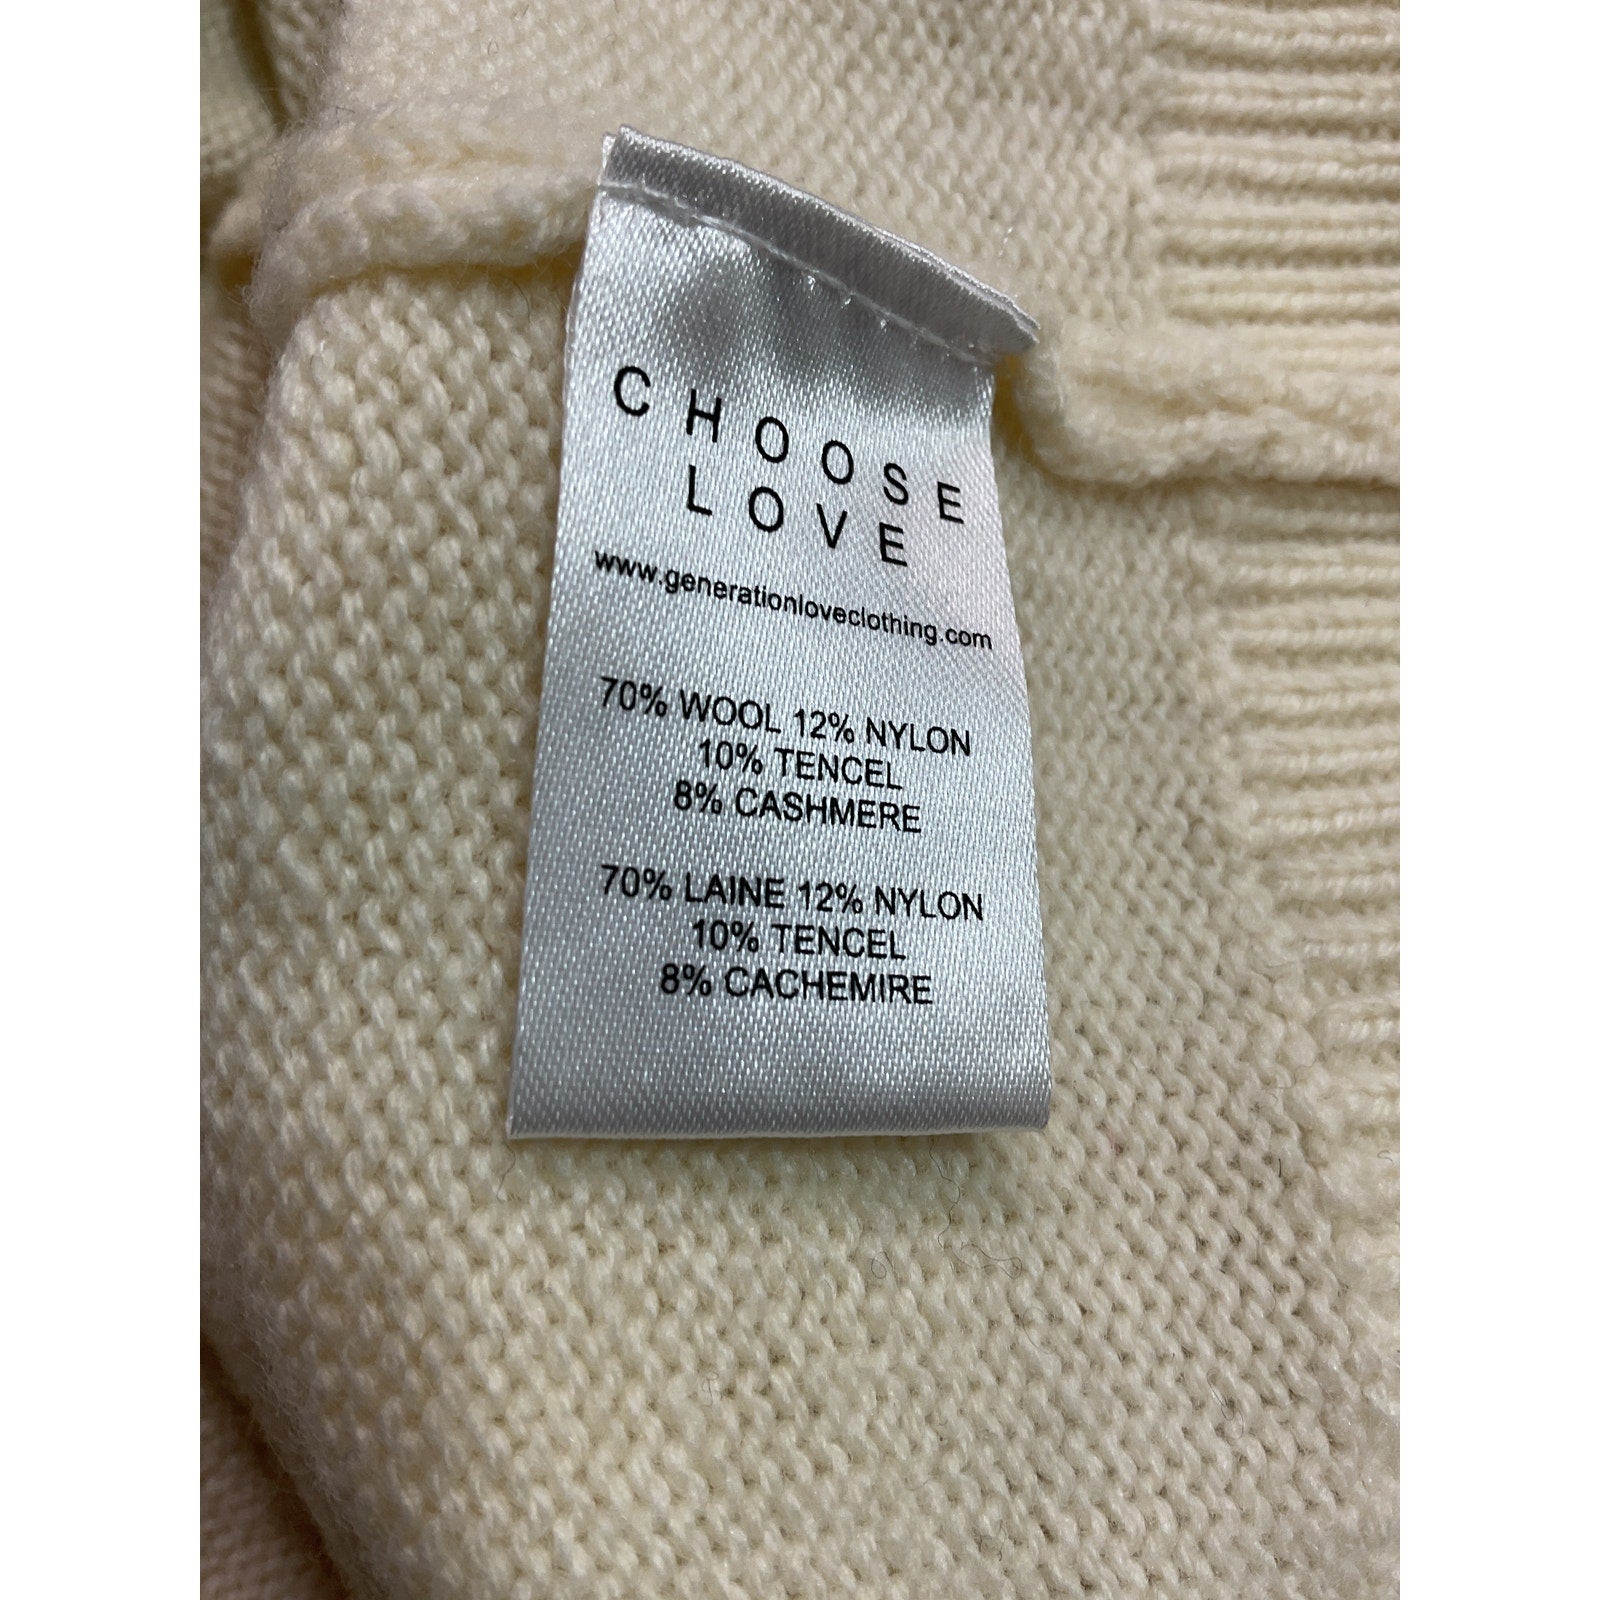 CHOOSE
LOVE
www.generationloveclothing.com
70% WOOL 12% NYLON
10% TENCEL
8% CASHMERE
70% LAINE 12% NYLON
10% TENCEL
8% CACHEMIRE